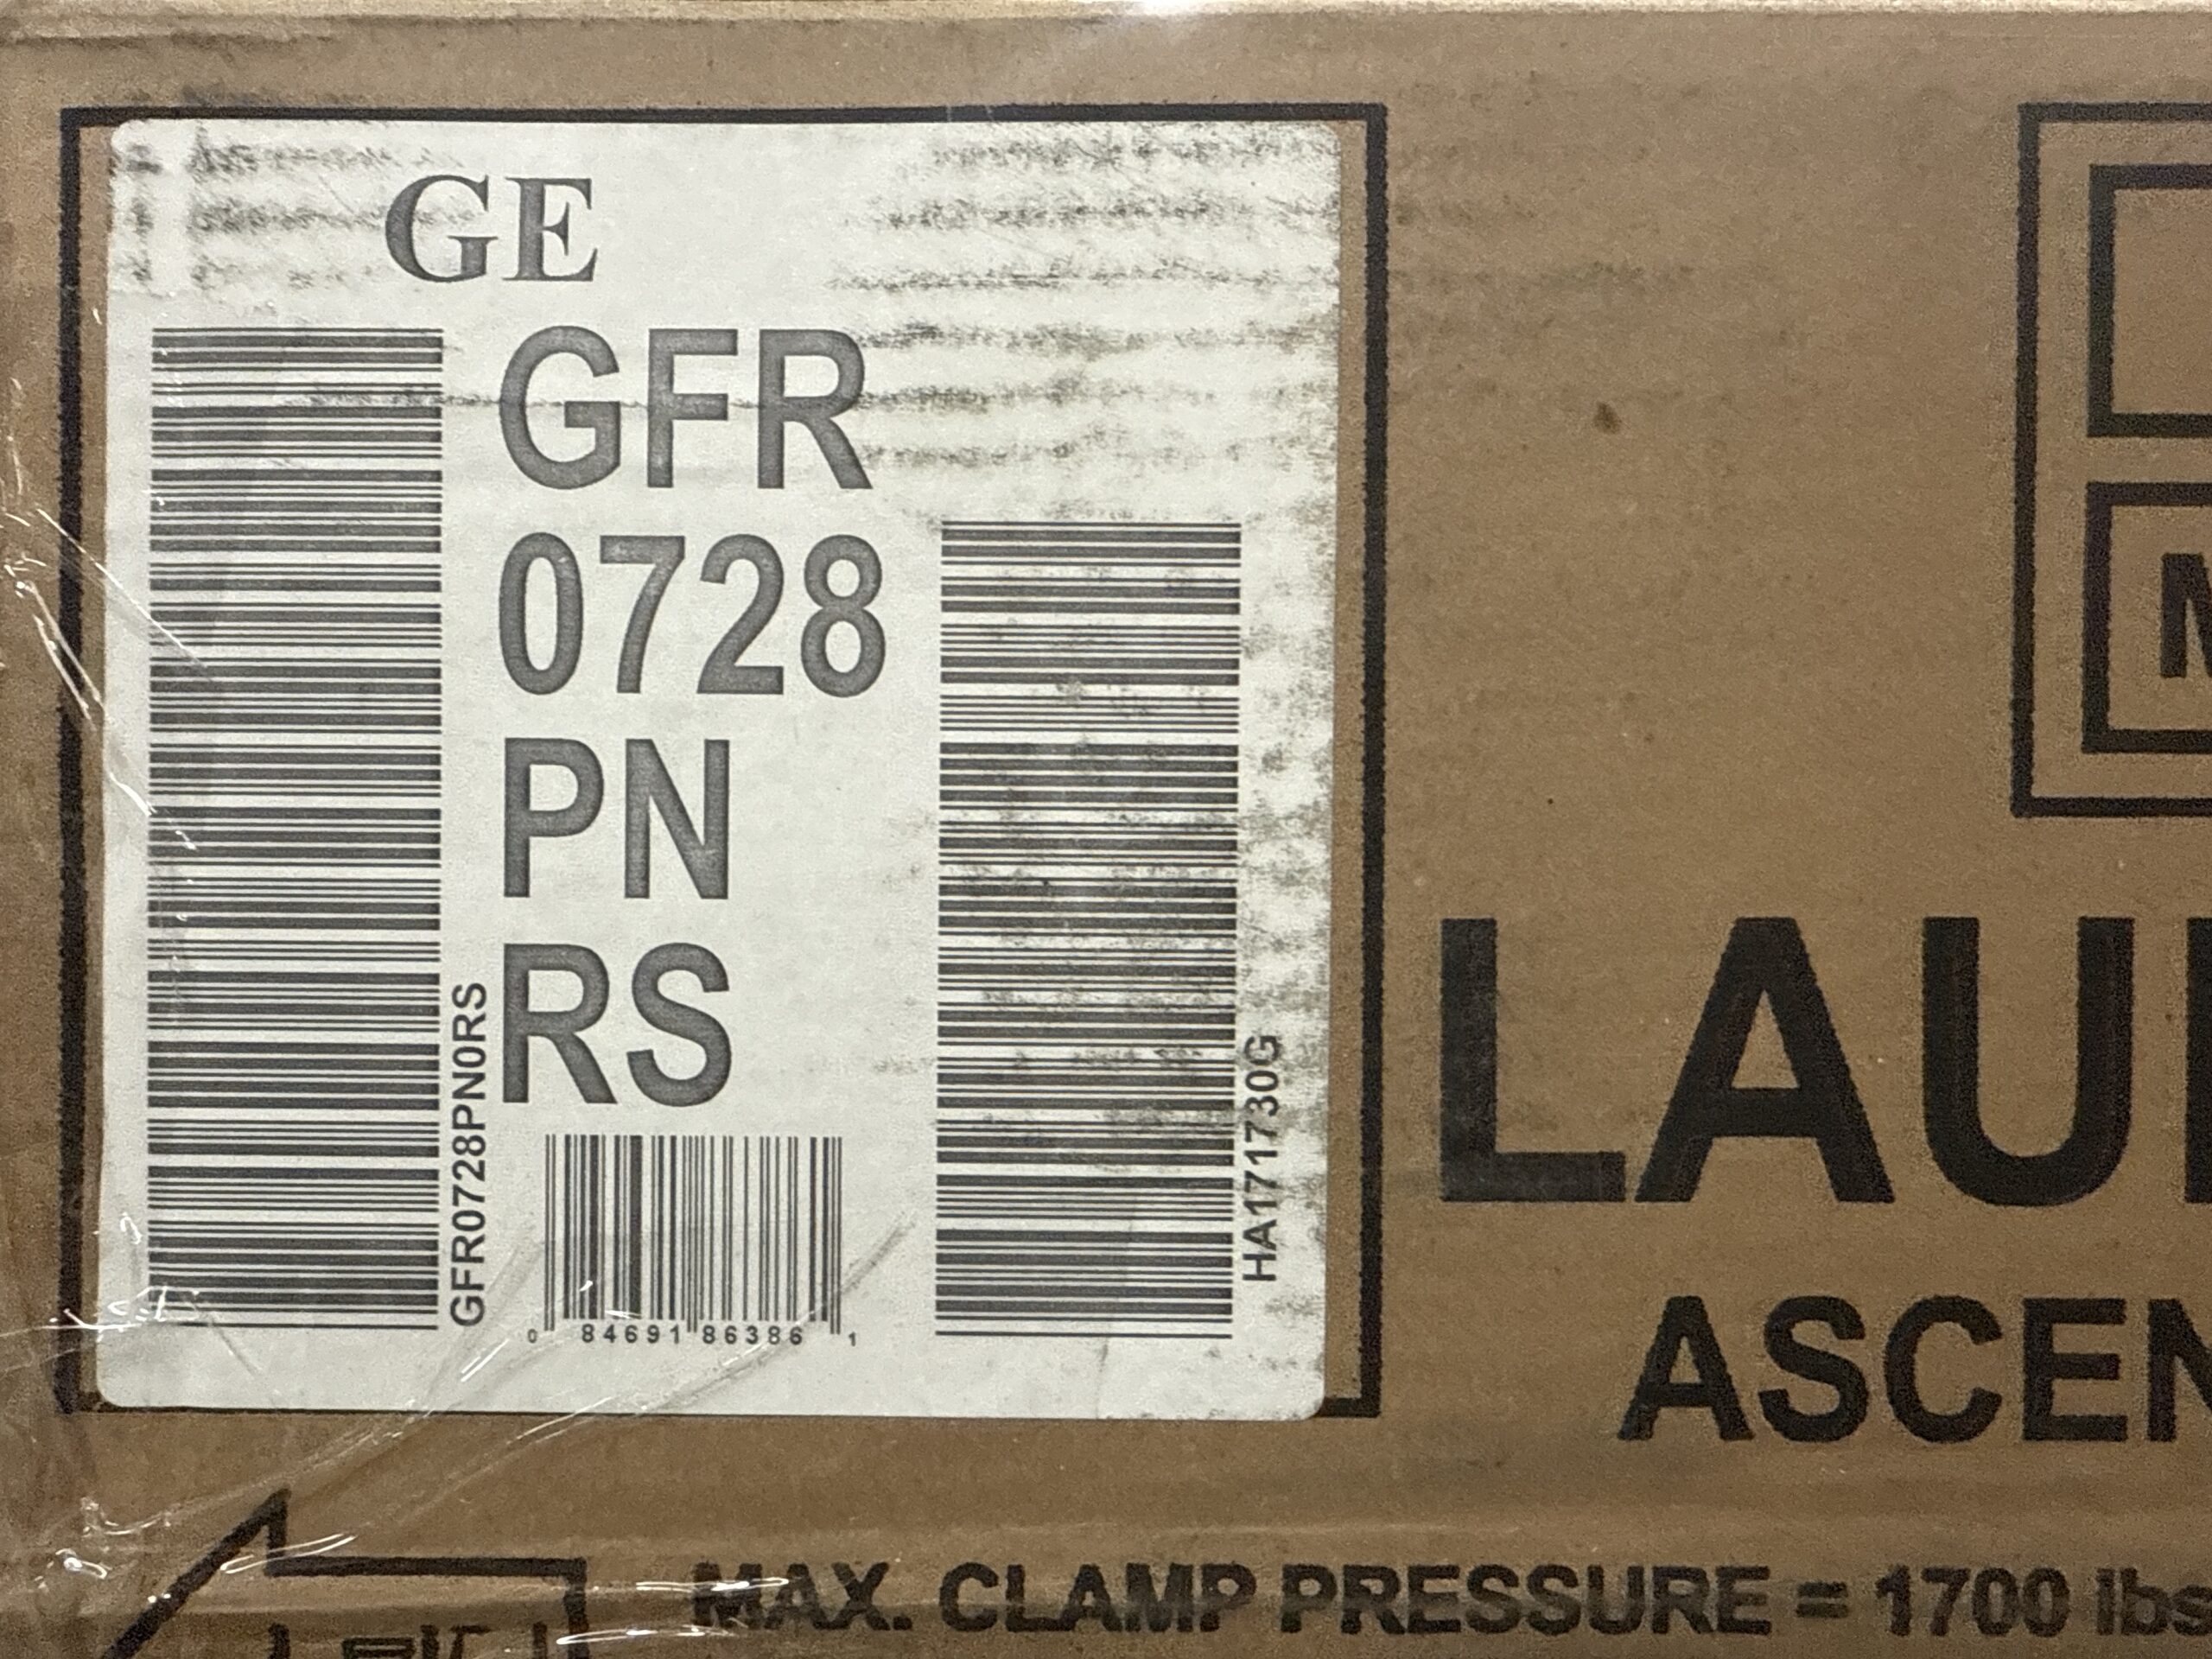 GE
GFR
0728
PN
RS
GFR0728PN0RS
HA171730G
0 84691 86386 1
M
LAU
ASCEN
MAX. CLAMP PRESSURE = 1700 lbs